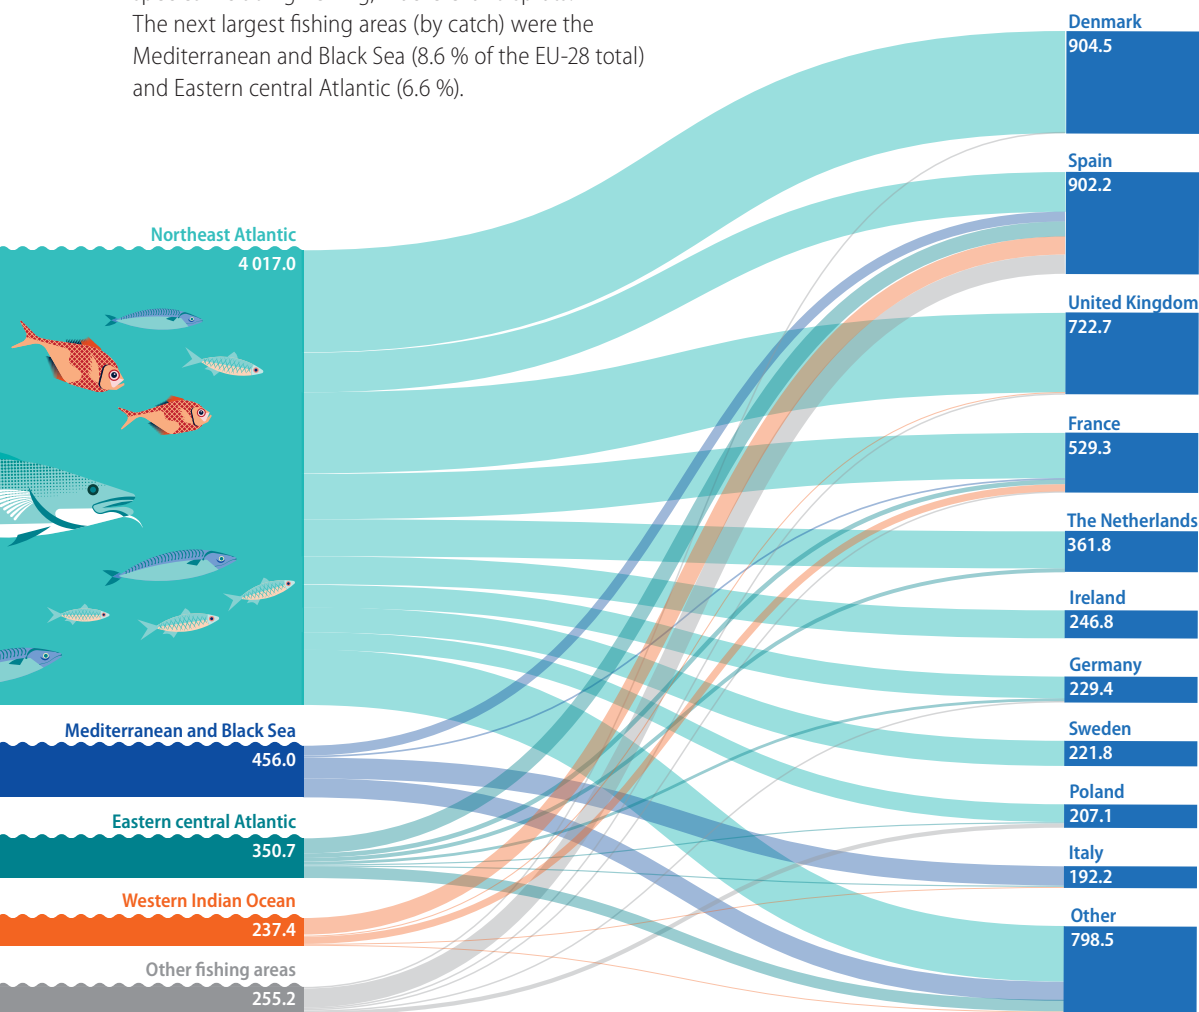 The next largest fishing areas (by catch) were the
Mediterranean and Black Sea (8.6 % of the EU-28 total)
and Eastern central Atlantic (6.6 %).
Northeast Atlantic
4 017.0
Mediterranean and Black Sea
456.0
Eastern central Atlantic
350.7
Western Indian Ocean
237.4
Other fishing areas
255.2
Denmark
904.5
Spain
902.2
United Kingdom
722.7
France
529.3
The Netherlands
361.8
Ireland
246.8
Germany
229.4
Sweden
221.8
Poland
207.1
Italy
192.2
Other
798.5